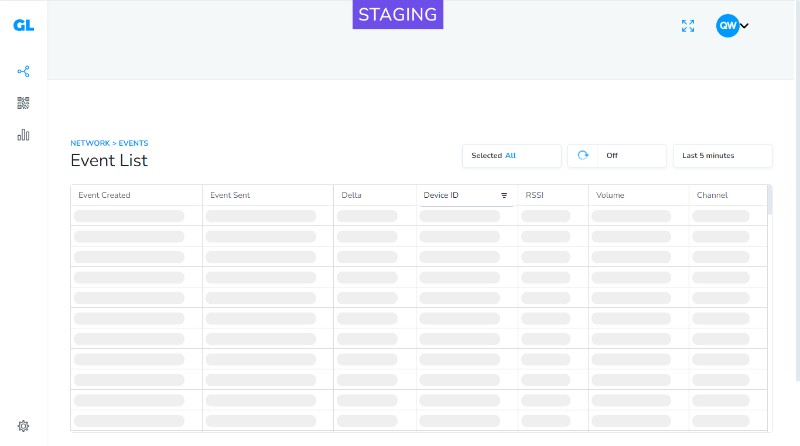 STAGING
GL
QW
NETWORK > EVENTS
Event List
Selected All
Off
Last 5 minutes
Event Created Event Sent Delta Device ID RSSI Volume Channel